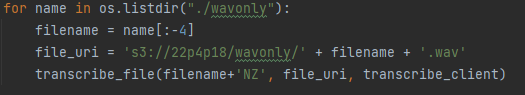 for name in os.listdir("./wavonly"):
    filename = name[:-4]
    file_uri = 's3://22p4p18/wavonly/' + filename + '.wav'
    transcribe_file(filename+'NZ', file_uri, transcribe_client)